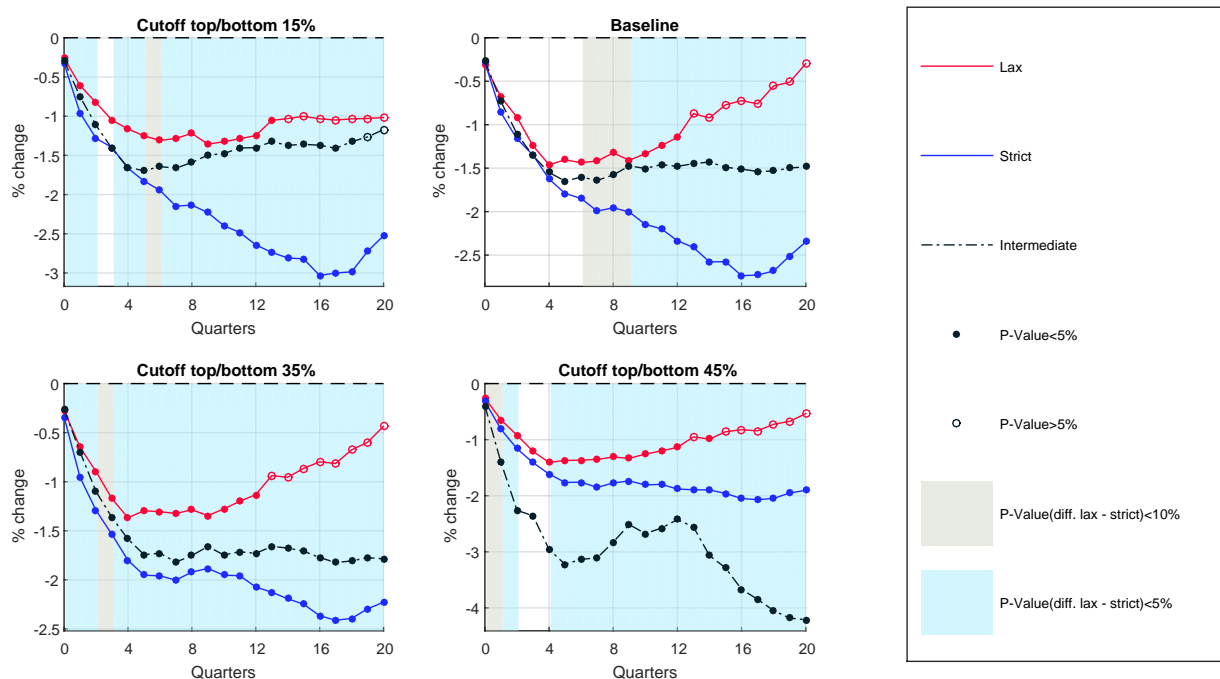 Cutoff top/bottom 15%
0
-0.5
-1
-1.5
-2
-2.5
-3
% change
0 4 8 12 16 20
Quarters
Baseline
0
-0.5
-1
-1.5
-2
-2.5
% change
0 4 8 12 16 20
Quarters
Cutoff top/bottom 35%
0
-0.5
-1
-1.5
-2
-2.5
% change
0 4 8 12 16 20
Quarters
Cutoff top/bottom 45%
0
-1
-2
-3
-4
% change
0 4 8 12 16 20
Quarters
Lax
Strict
Intermediate
P-Value<5%
P-Value>5%
P-Value(diff. lax - strict)<10%
P-Value(diff. lax - strict)<5%